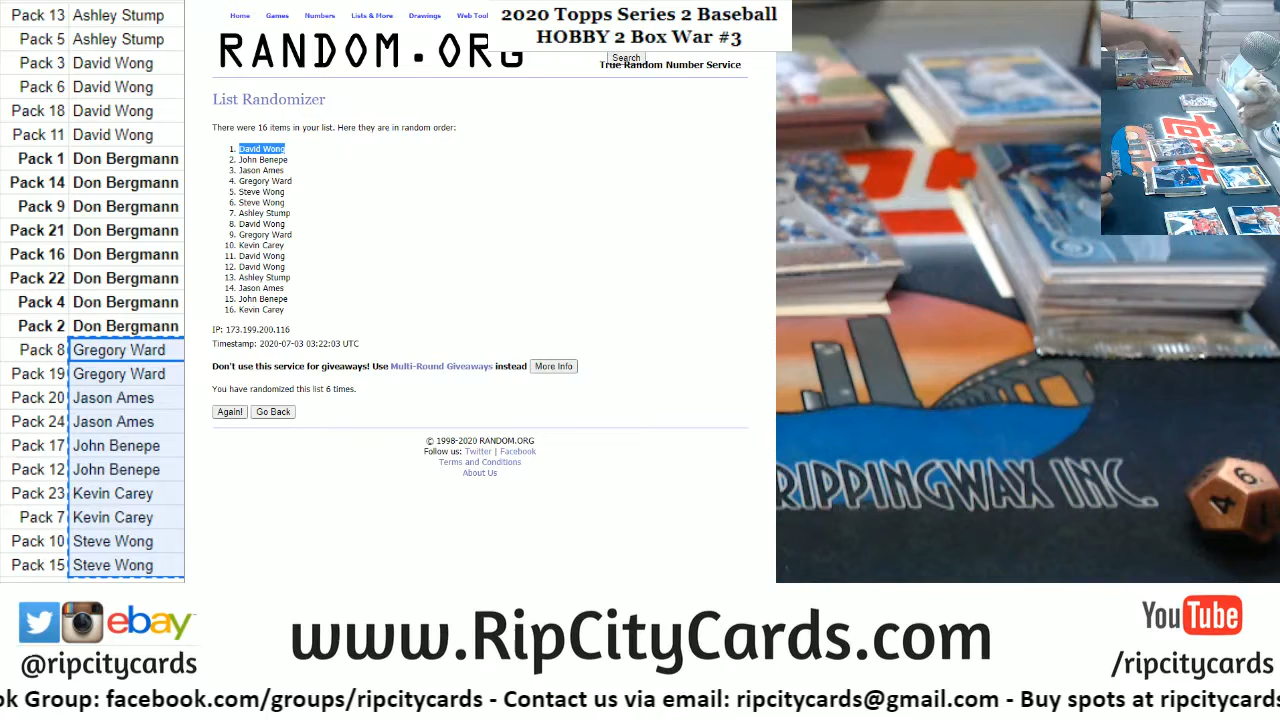 Pack 13 Ashley Stump
Pack 5 Ashley Stump
Pack 3 David Wong
Pack 6 David Wong
Pack 18 David Wong
Pack 11 David Wong
Pack 1 Don Bergmann
Pack 14 Don Bergmann
Pack 9 Don Bergmann
Pack 21 Don Bergmann
Pack 16 Don Bergmann
Pack 22 Don Bergmann
Pack 4 Don Bergmann
Pack 2 Don Bergmann
Pack 8 Gregory Ward
Pack 19 Gregory Ward
Pack 20 Jason Ames
Pack 24 Jason Ames
Pack 17 John Benepe
Pack 12 John Benepe
Pack 23 Kevin Carey
Pack 7 Kevin Carey
Pack 10 Steve Wong
Pack 15 Steve Wong
Home Games Numbers Lists & More Drawings Web Tool
2020 Topps Series 2 Baseball
HOBBY 2 Box War #3
RANDOM.ORG
Search
True Random Number Service
List Randomizer
There were 16 items in your list. Here they are in random order:
1. David Wong
2. John Benepe
3. Jason Ames
4. Gregory Ward
5. Steve Wong
6. Steve Wong
7. Ashley Stump
8. David Wong
9. Gregory Ward
10. Kevin Carey
11. David Wong
12. David Wong
13. Ashley Stump
14. Jason Ames
15. John Benepe
16. Kevin Carey
IP: 173.199.200.116
Timestamp: 2020-07-03 03:22:03 UTC
Don't use this service for giveaways! Use Multi-Round Giveaways instead More Info
You have randomized this list 6 times.
Again! Go Back
© 1998-2020 RANDOM.ORG
Follow us: Twitter | Facebook
Terms and Conditions
About Us
RIPPINGWAX INC.
4 6 1
ebay™
@ripcitycards
www.RipCityCards.com
YouTube
/ripcitycards
ok Group: facebook.com/groups/ripcitycards - Contact us via email: ripcitycards@gmail.com - Buy spots at ripcitycards